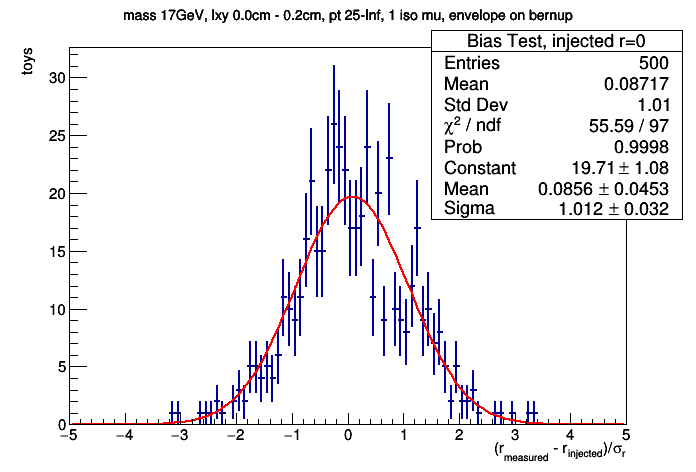 mass 17GeV, lxy 0.0cm - 0.2cm, pt 25-Inf, 1 iso mu, envelope on bernup
toys
Bias Test, injected r=0
Entries 500
Mean 0.08717
Std Dev 1.01
χ² / ndf 55.59 / 97
Prob 0.9998
Constant 19.71 ± 1.08
Mean 0.0856 ± 0.0453
Sigma 1.012 ± 0.032
30
25
20
15
10
5
0
−5 −4 −3 −2 −1 0 1 2 3 4 5
(r_measured - r_injected)/σ_r